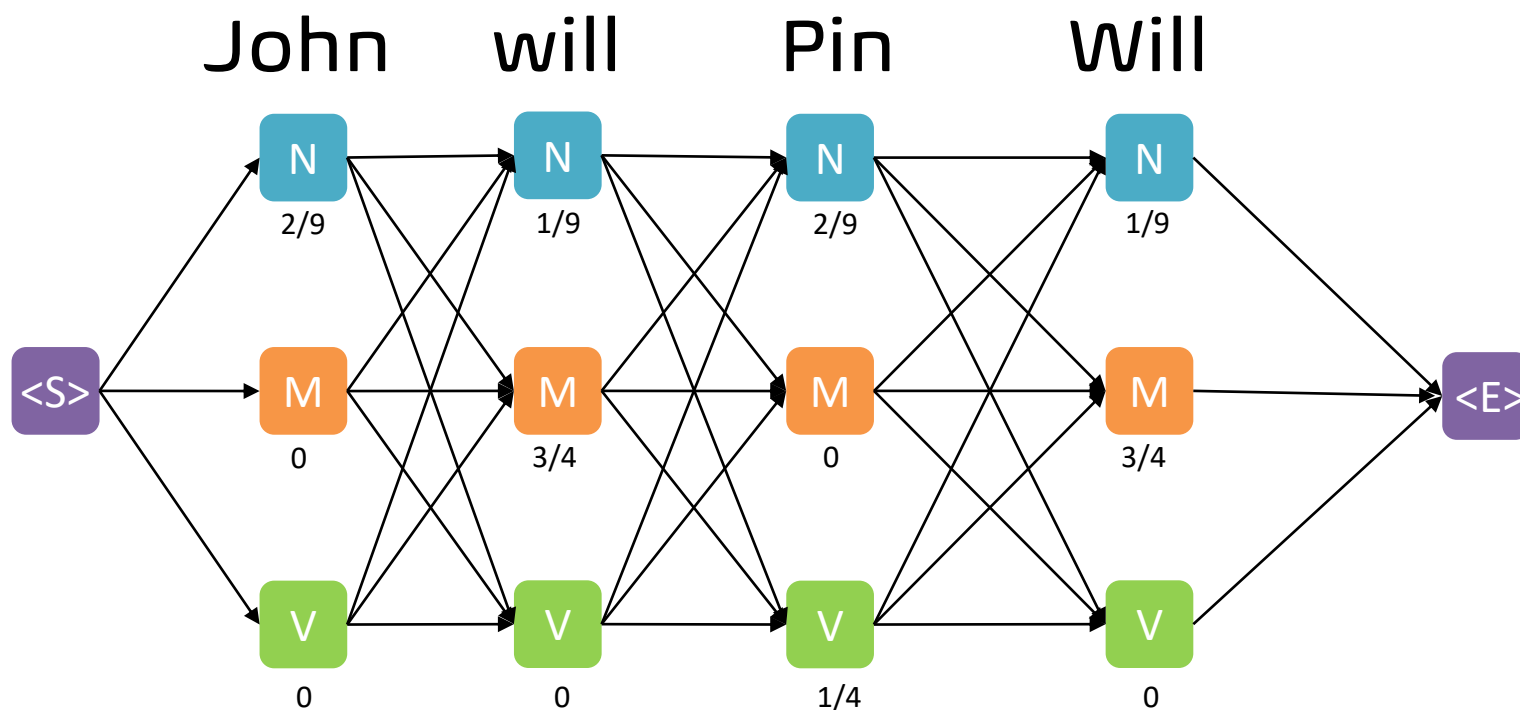 John will Pin Will
N N N N
2/9 1/9 2/9 1/9
<S> M M M M <E>
0 3/4 0 3/4
V V V V
0 0 1/4 0